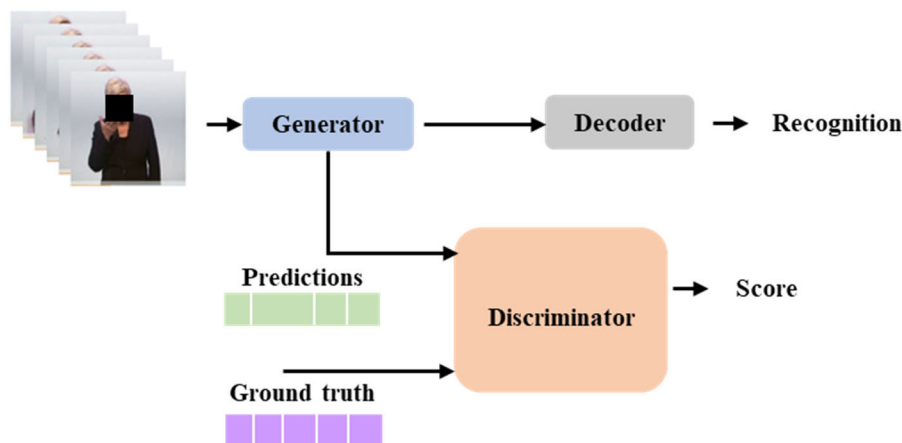 Generator
Decoder
Recognition
Predictions
Discriminator
Score
Ground truth